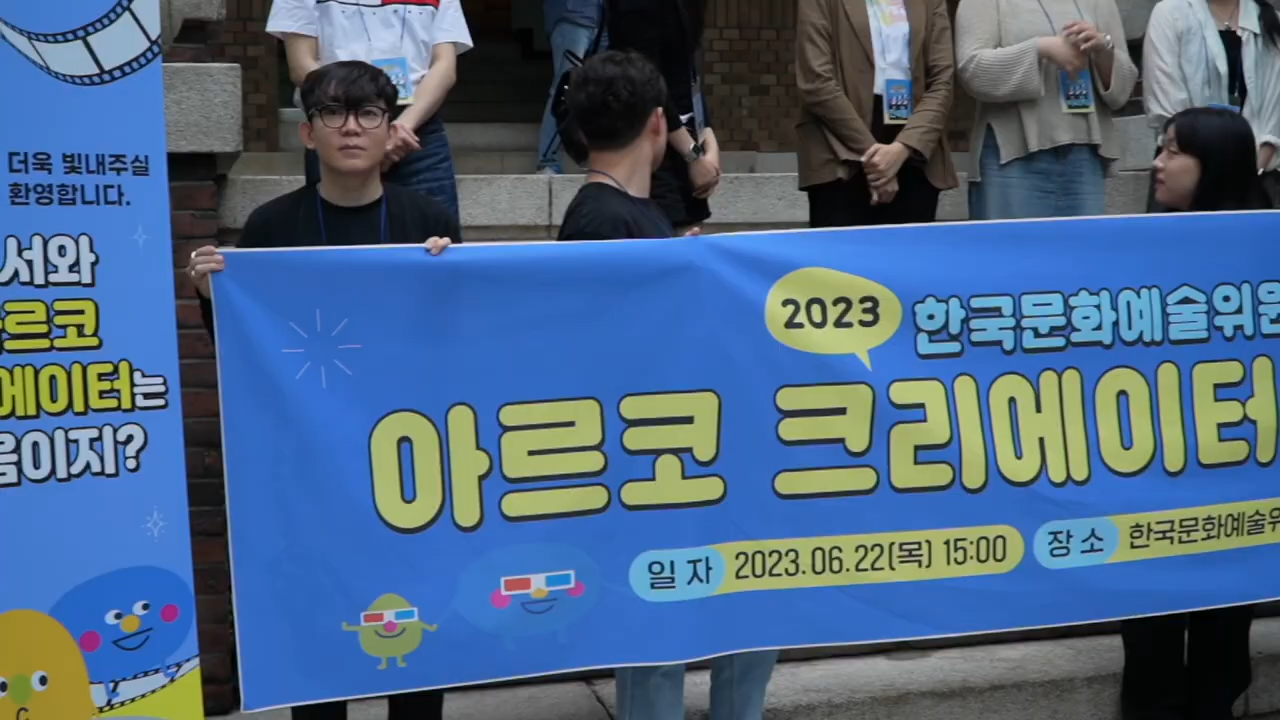 더욱 빛내주실
환영합니다.
서와
르코
에이터는
음이지?
2023
한국문화예술위원
아르코 크리에이터
일 자 2023.06.22(목) 15:00
장 소 한국문화예술위